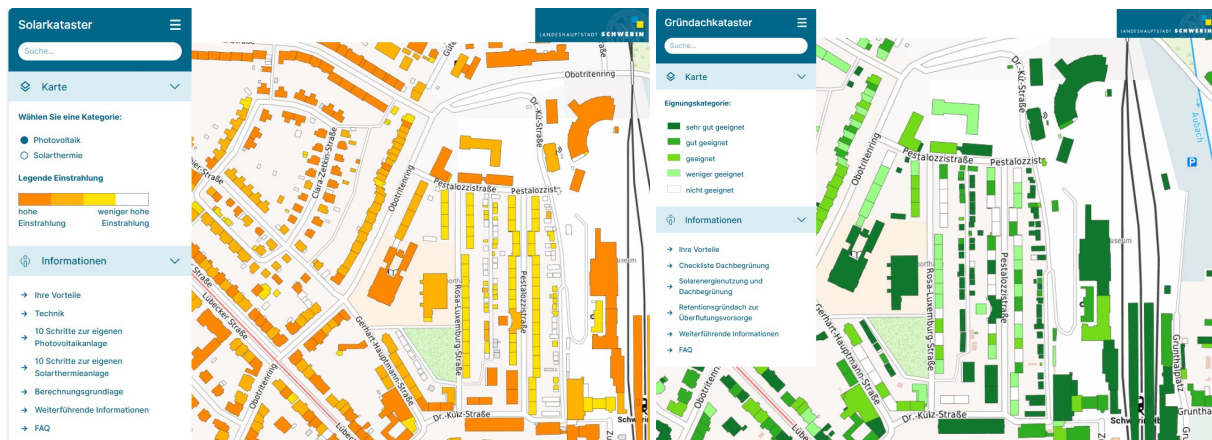 Solarkataster
Suche...
Karte
Wählen Sie eine Kategorie:
Photovoltaik
Solarthermie
Legende Einstrahlung
hohe
Einstrahlung
weniger hohe
Einstrahlung
Informationen
Ihre Vorteile
Technik
10 Schritte zur eigenen
Photovoltaikanlage
10 Schritte zur eigenen
Solarthermieanlage
Berechnungsgrundlage
Weiterführende Informationen
FAQ
LANDESHAUPTSTADT SCHWERIN
Obotritenring
Dr.-Külz-Straße
Clara-Zetkin-Straße
Obotritenring
Pestalozzistraße
Pestalozzistr
Rosa-Luxemburg-Straße
Pestalozzistraße
Lübecker Straße
Gerhart-Hauptmann-Straße
Obotritenring
Dr.-Külz-Straße
Gründachkataster
Suche...
Karte
Eignungskategorie:
sehr gut geeignet
gut geeignet
geeignet
weniger geeignet
nicht geeignet
Informationen
Ihre Vorteile
Checkliste Dachbegrünung
Solarenergienutzung und
Dachbegrünung
Retentionsgründach zur
Überflutungsvorsorge
Weiterführende Informationen
FAQ
LANDESHAUPTSTADT SCHWERIN
Aubach
P
Dr.-Külz-Straße
Obotritenring
Pestalozzistraße
Pestalozzistr
Rosa-Luxemburg-Straße
Pestalozzistraße
Gerhart-Hauptmann-Straße
Grunthalplatz
Dr.-Külz-Straße